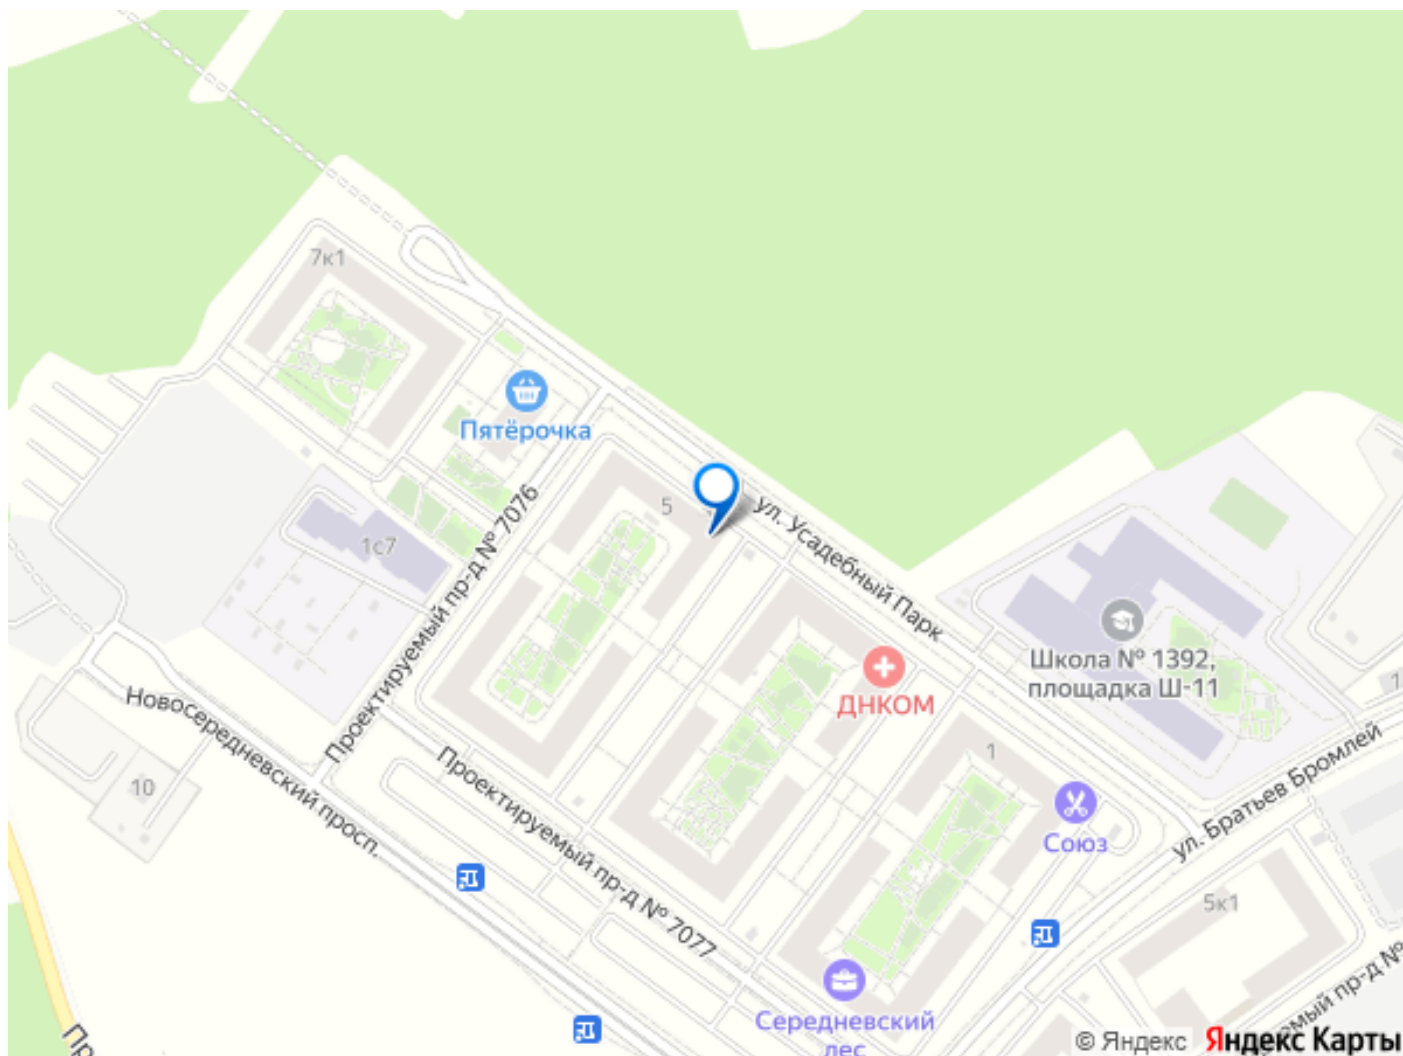 7к1
Пятёрочка
5
1с7
Проектируемый пр-д № 7076
ул. Усадебный Парк
Школа № 1392,
площадка Ш-11
ДНКОМ
Новосередневский просп.
10
Проектируемый пр-д № 7077
1
Союз
ул. Братьев Бромлей
5к1
Середневский
лес
© Яндекс Яндекс Карты